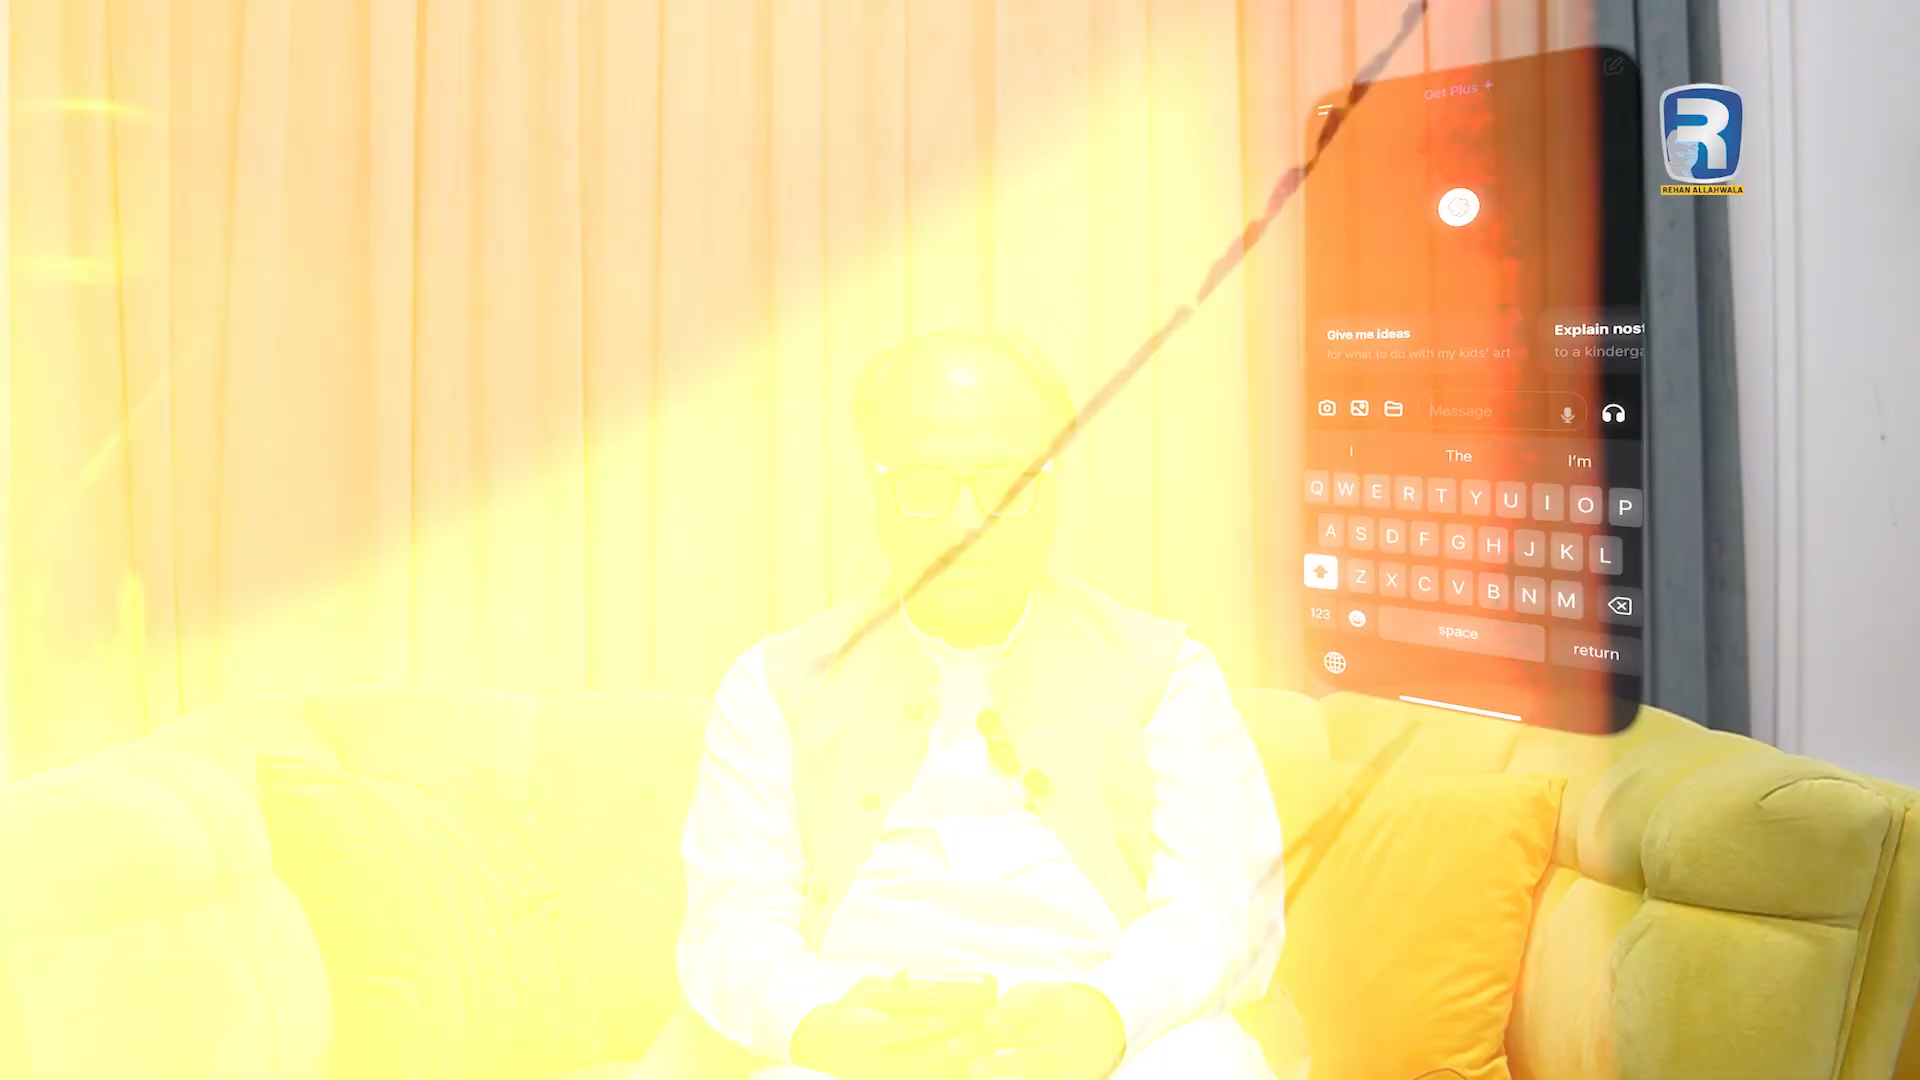 Get Plus
R
REHAN ALLAHWALA
Give me ideas
for what to do with my kids' art
Explain nost
to a kinderga
Message
I The I'm
Q W E R T Y U I O P
A S D F G H J K L
Z X C V B N M
123 space return